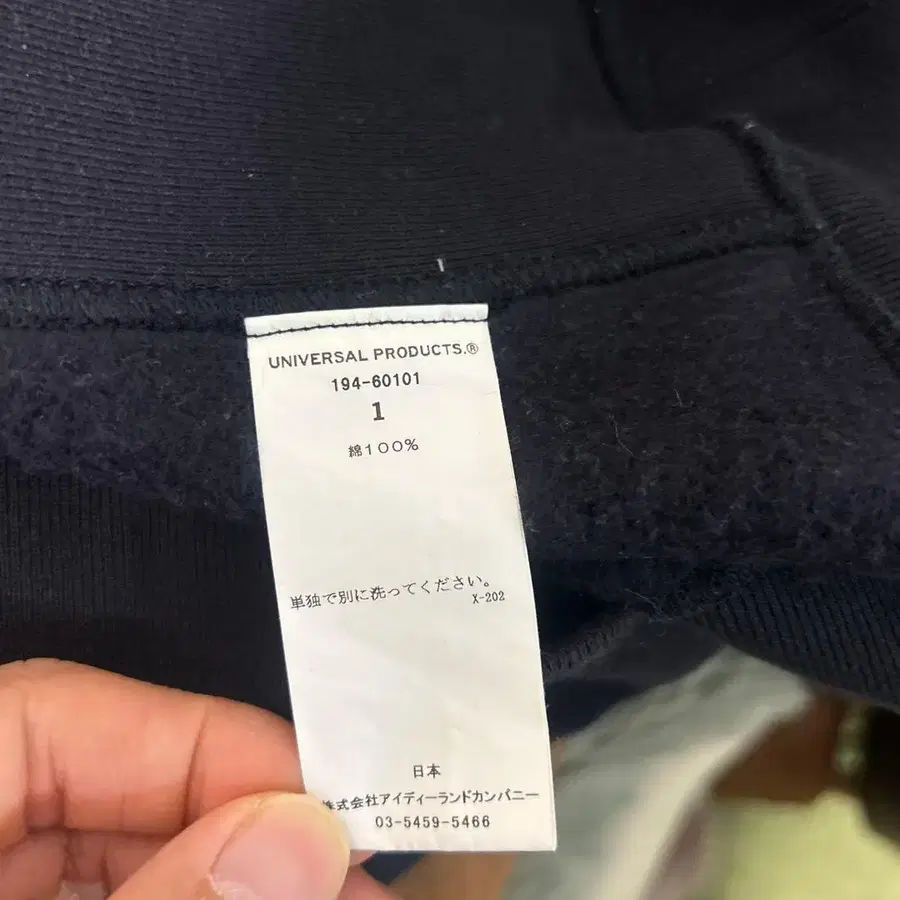 UNIVERSAL PRODUCTS.®
194-60101
1
綿100%
単独で別に洗ってください。
X-202
日本
株式会社アイディーランドカンパニー
03-5459-5466